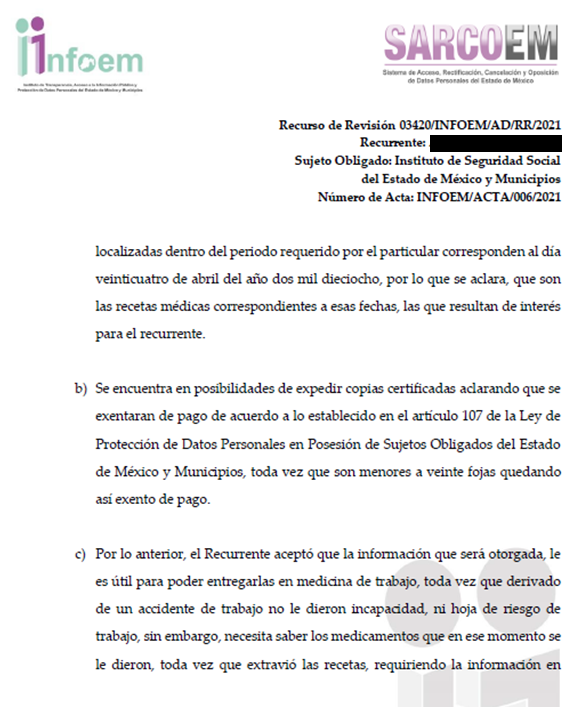 infoem
Instituto de Transparencia, Acceso a la Información Pública y
Protección de Datos Personales del Estado de México y Municipios
SARCOEM
Sistema de Acceso, Rectificación, Cancelación y Oposición
de Datos Personales del Estado de México
Recurso de Revisión 03420/INFOEM/AD/RR/2021
Recurrente:
Sujeto Obligado: Instituto de Seguridad Social
del Estado de México y Municipios
Número de Acta: INFOEM/ACTA/006/2021
localizadas dentro del periodo requerido por el particular corresponden al día
veinticuatro de abril del año dos mil dieciocho, por lo que se aclara, que son
las recetas médicas correspondientes a esas fechas, las que resultan de interés
para el recurrente.
b) Se encuentra en posibilidades de expedir copias certificadas aclarando que se
exentaran de pago de acuerdo a lo establecido en el artículo 107 de la Ley de
Protección de Datos Personales en Posesión de Sujetos Obligados del Estado
de México y Municipios, toda vez que son menores a veinte fojas quedando
así exento de pago.
c) Por lo anterior, el Recurrente aceptó que la información que será otorgada, le
es útil para poder entregarlas en medicina de trabajo, toda vez que derivado
de un accidente de trabajo no le dieron incapacidad, ni hoja de riesgo de
trabajo, sin embargo, necesita saber los medicamentos que en ese momento se
le dieron, toda vez que extravió las recetas, requiriendo la información en